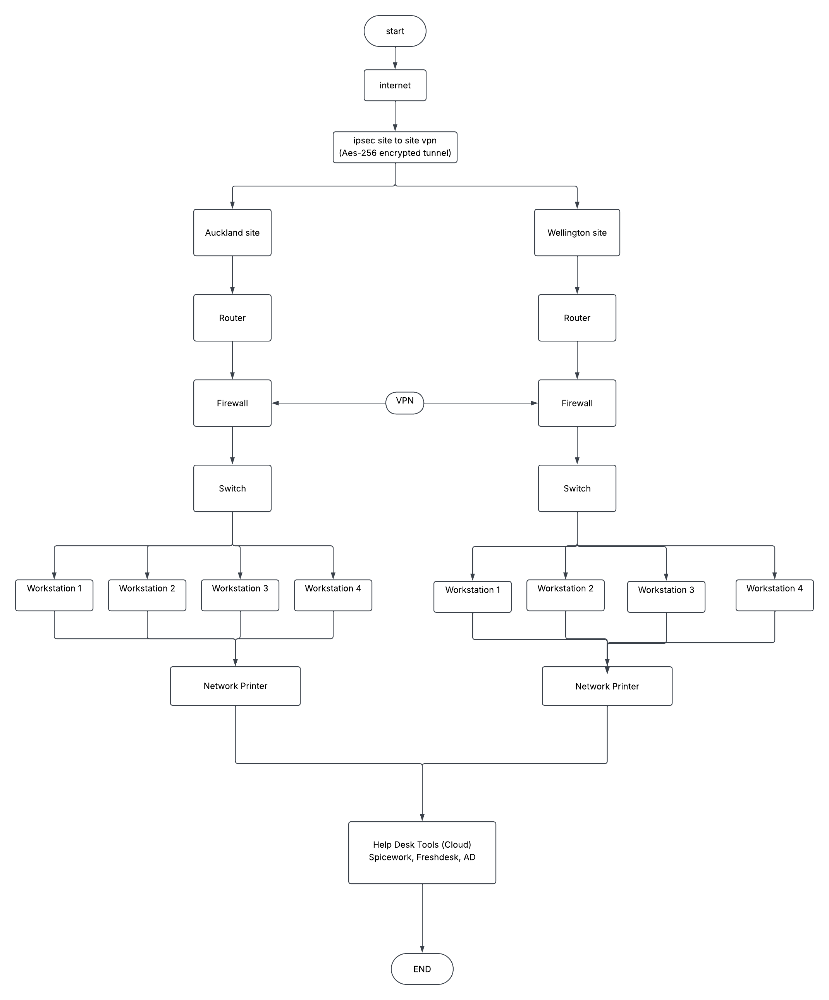 start
internet
ipsec site to site vpn
(Aes-256 encrypted tunnel)
Auckland site
Wellington site
Router
Router
Firewall
VPN
Firewall
Switch
Switch
Workstation 1
Workstation 2
Workstation 3
Workstation 4
Workstation 1
Workstation 2
Workstation 3
Workstation 4
Network Printer
Network Printer
Help Desk Tools (Cloud)
Spicework, Freshdesk, AD
END